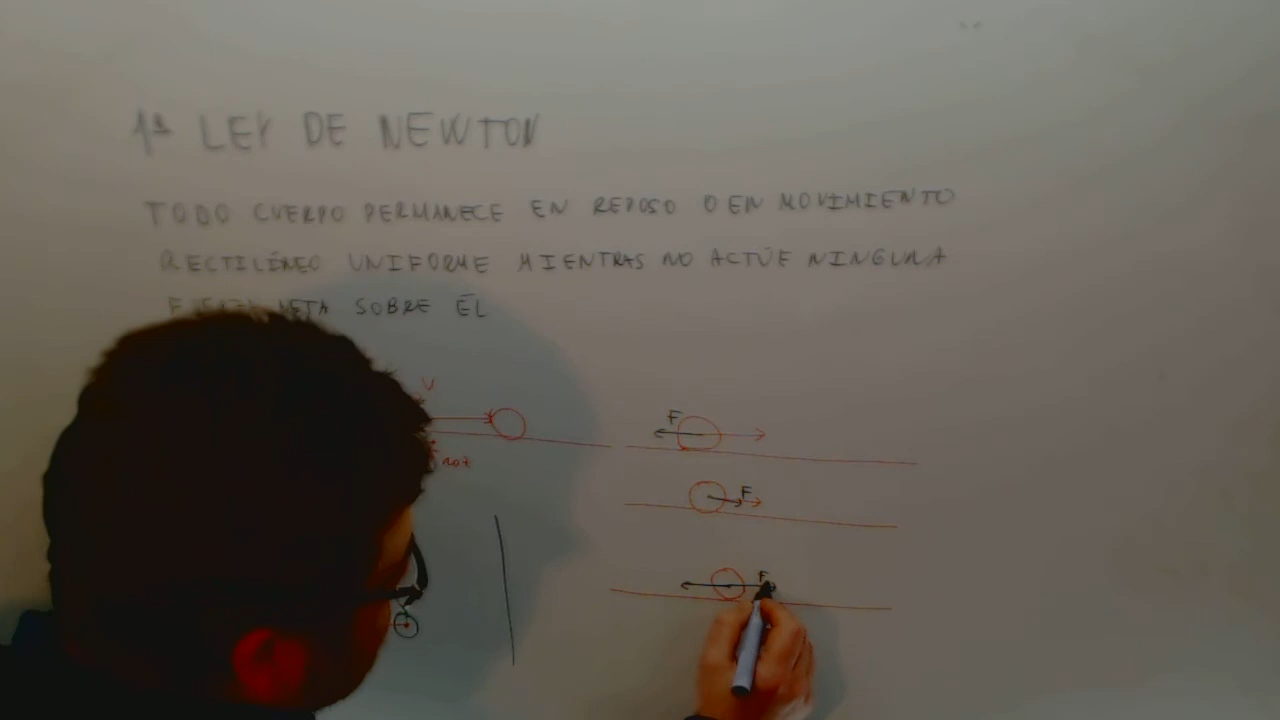 1ª LEY DE NEWTON
TODO CUERPO PERMANECE EN REPOSO O EN MOVIMIENTO
RECTILÍNEO UNIFORME MIENTRAS NO ACTÚE NINGUNA
NETA SOBRE ÉL
V
F
roz
F
F